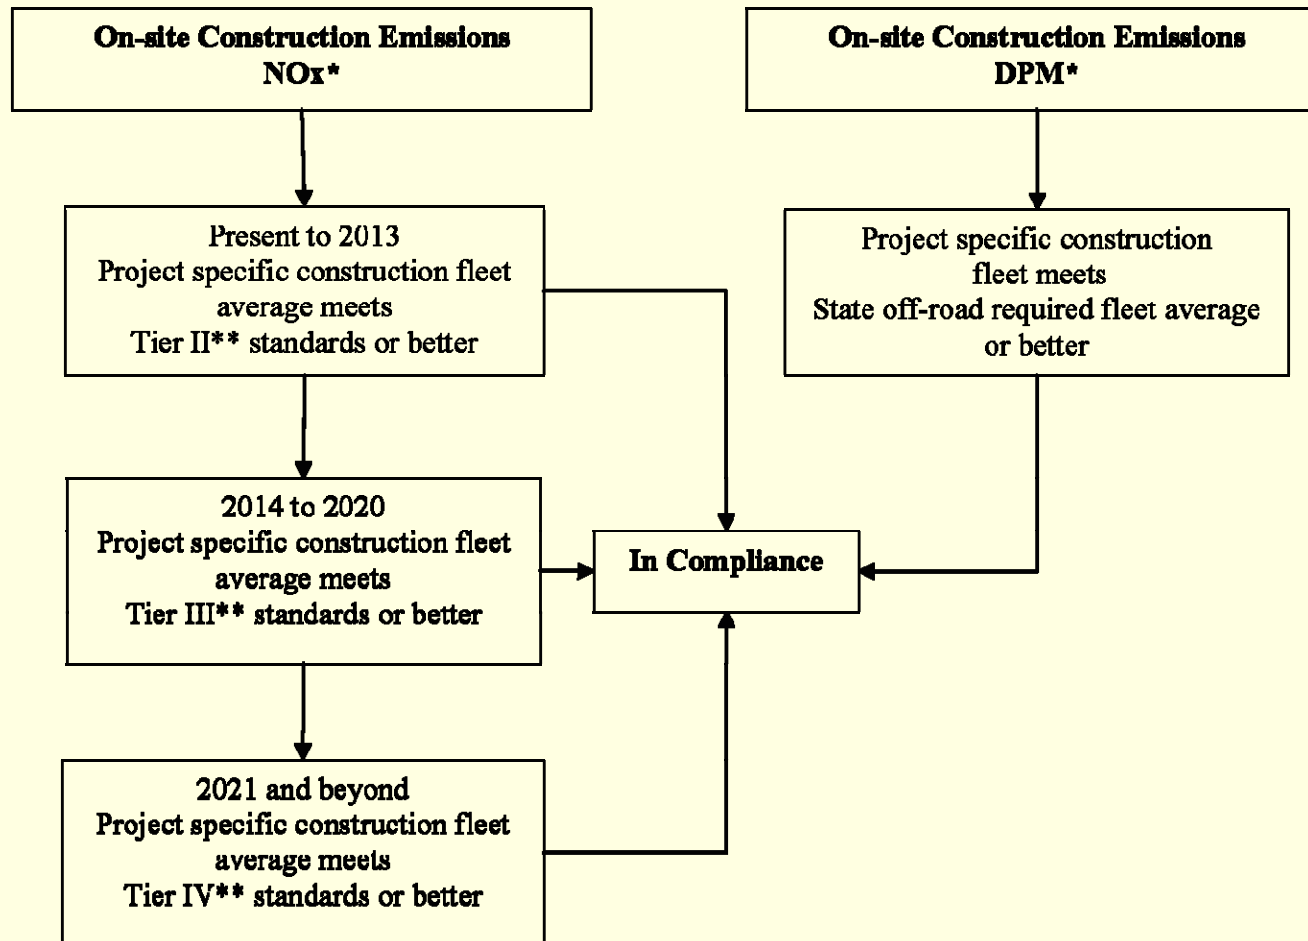 On-site Construction Emissions
NOx*
On-site Construction Emissions
DPM*
Present to 2013
Project specific construction fleet
average meets
Tier II** standards or better
Project specific construction
fleet meets
State off-road required fleet average
or better
2014 to 2020
Project specific construction fleet
average meets
Tier III** standards or better
In Compliance
2021 and beyond
Project specific construction fleet
average meets
Tier IV** standards or better